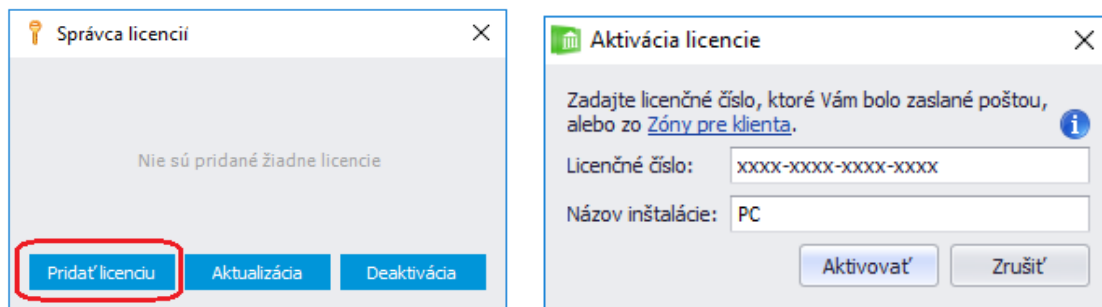 Správca licencií
Nie sú pridané žiadne licencie
Pridať licenciu
Aktualizácia
Deaktivácia
Aktivácia licencie
Zadajte licenčné číslo, ktoré Vám bolo zaslané poštou,
alebo zo Zóny pre klienta.
Licenčné číslo: xxxx-xxxx-xxxx-xxxx
Názov inštalácie: PC
Aktivovať
Zrušiť